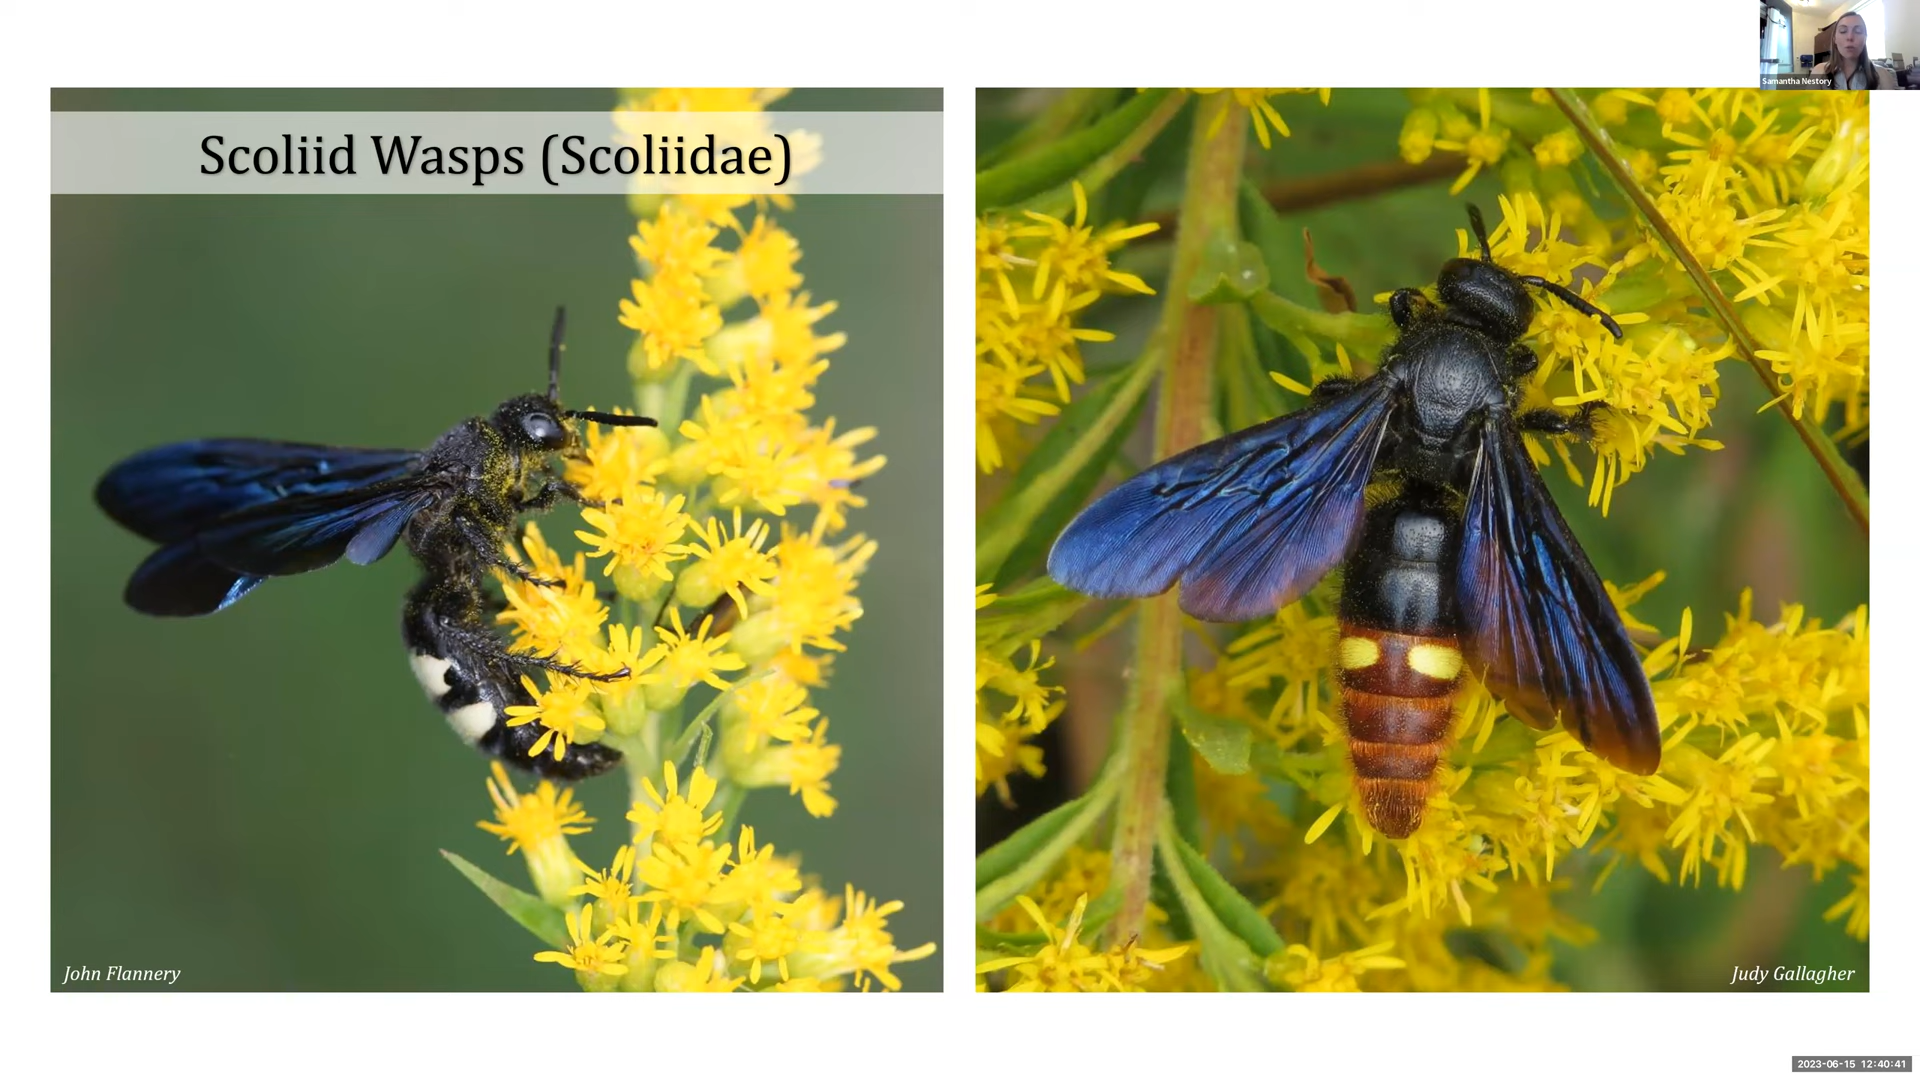 Samantha Nestory
Scoliid Wasps (Scoliidae)
John Flannery
Judy Gallagher
2023-06-15 12:40:41